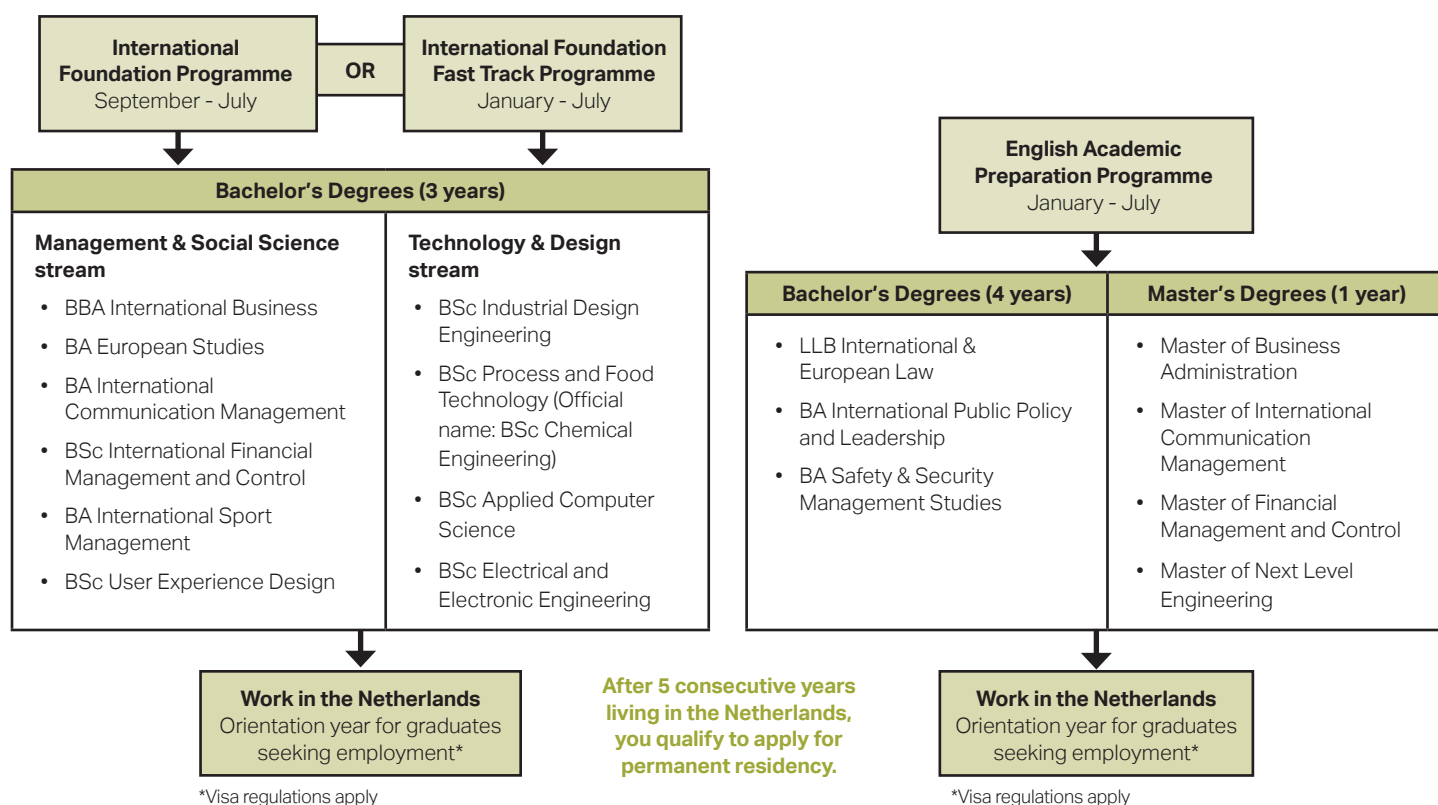 International
Foundation Programme
September - July
OR
International Foundation
Fast Track Programme
January - July
Bachelor's Degrees (3 years)
Management & Social Science
stream
• BBA International Business
• BA European Studies
• BA International
Communication Management
• BSc International Financial
Management and Control
• BA International Sport
Management
• BSc User Experience Design
Technology & Design
stream
• BSc Industrial Design
Engineering
• BSc Process and Food
Technology (Official
name: BSc Chemical
Engineering)
• BSc Applied Computer
Science
• BSc Electrical and
Electronic Engineering
Work in the Netherlands
Orientation year for graduates
seeking employment*
*Visa regulations apply
After 5 consecutive years
living in the Netherlands,
you qualify to apply for
permanent residency.
English Academic
Preparation Programme
January - July
Bachelor's Degrees (4 years)
• LLB International &
European Law
• BA International Public Policy
and Leadership
• BA Safety & Security
Management Studies
Master's Degrees (1 year)
• Master of Business
Administration
• Master of International
Communication
Management
• Master of Financial
Management and Control
• Master of Next Level
Engineering
Work in the Netherlands
Orientation year for graduates
seeking employment*
*Visa regulations apply